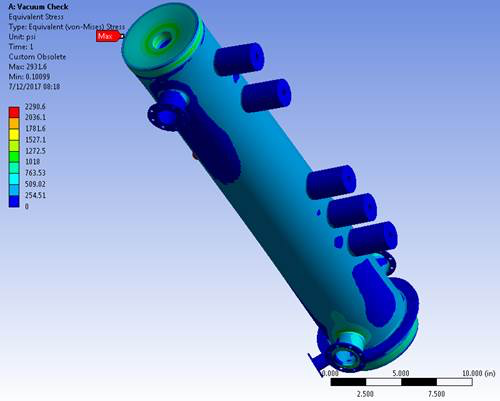 A: Vacuum Check
Equivalent Stress
Type: Equivalent (von-Mises) Stress
Unit: psi
Time: 1
Custom Obsolete
Max: 2931.6
Min: 0.10099
7/12/2017 08:18
Max
2290.6
2036.1
1781.6
1527.1
1272.5
1018
763.53
509.02
254.51
0
0.000 5.000 10.000 (in)
2.500 7.500